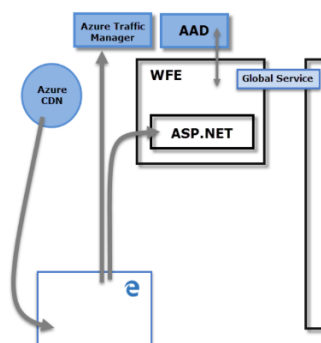 Azure Traffic
Manager
AAD
WFE
Global Service
Azure
CDN
ASP.NET